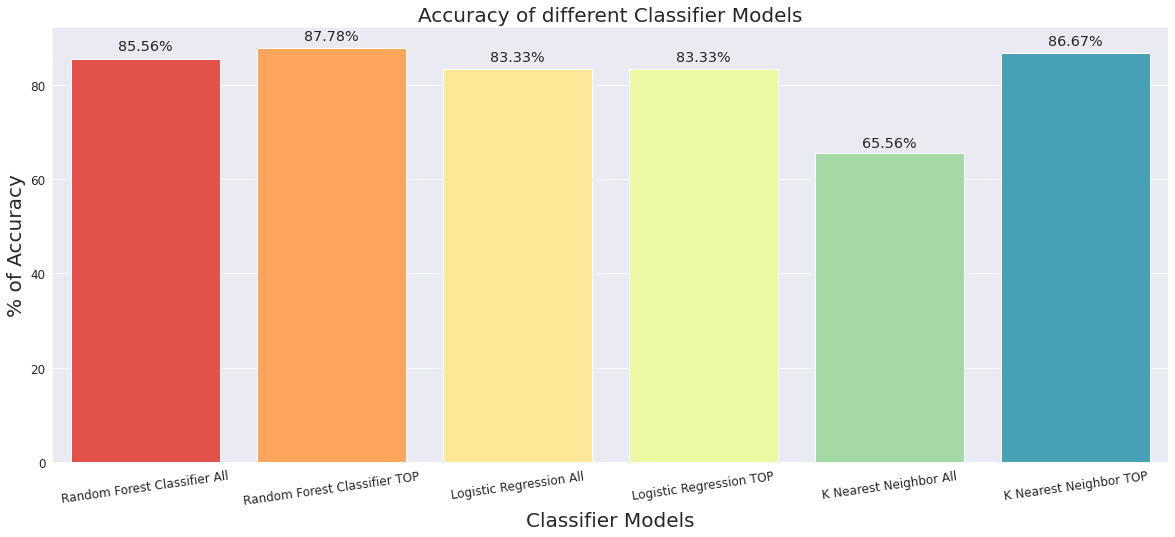 Accuracy of different Classifier Models
85.56%
87.78%
83.33%
83.33%
65.56%
86.67%
% of Accuracy
80
60
40
20
0
Random Forest Classifier All
Random Forest Classifier TOP
Logistic Regression All
Logistic Regression TOP
K Nearest Neighbor All
K Nearest Neighbor TOP
Classifier Models